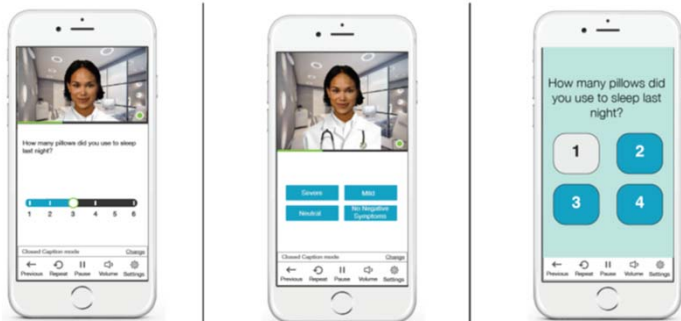 How many pillows did you use to sleep
last night?
1 2 3 4 5 6
Closed Caption mode Change
Previous Repeat Pause Volume Settings
Severe Mild
Neutral No Negative
Symptoms
Closed Caption mode Change
Previous Repeat Pause Volume Settings
How many pillows did
you use to sleep last
night?
1 2
3 4
Previous Repeat Pause Volume Settings